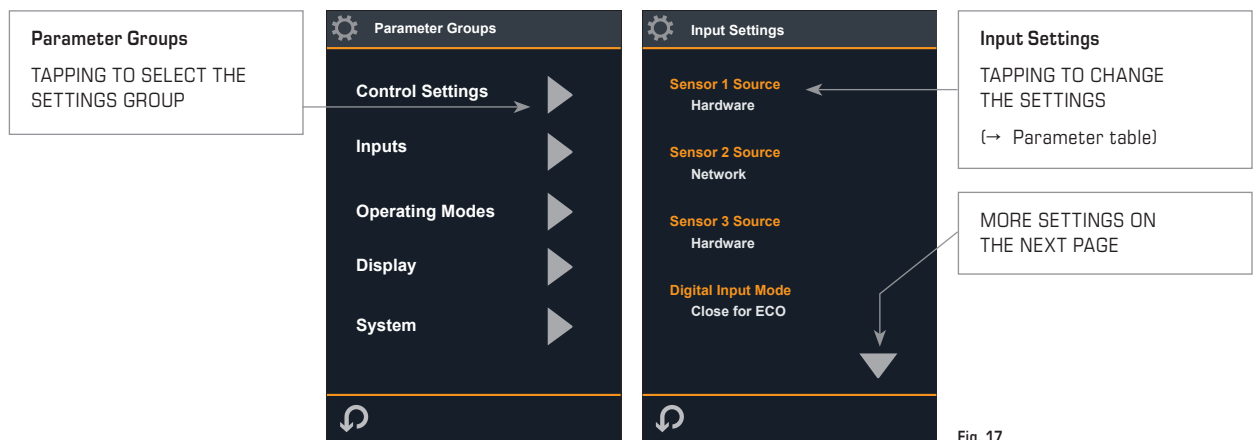 Parameter Groups
TAPPING TO SELECT THE
SETTINGS GROUP
Parameter Groups
Control Settings
Inputs
Operating Modes
Display
System
Input Settings
Sensor 1 Source
Hardware
Sensor 2 Source
Network
Sensor 3 Source
Hardware
Digital Input Mode
Close for ECO
Input Settings
TAPPING TO CHANGE
THE SETTINGS
(→ Parameter table)
MORE SETTINGS ON
THE NEXT PAGE
Fig. 17